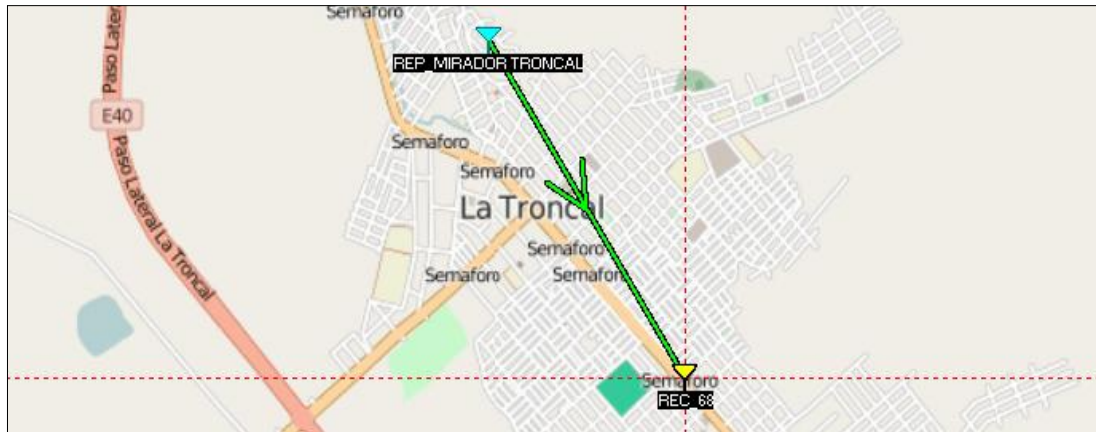 Semaforo
Paso Lateral
REP_MIRADOR TRONCAL
E40
Semaforo
Semaforo
Paso Lateral La Troncal
La Troncal
Semaforo
Semaforo
Semaforo
Semaforo
REC_68